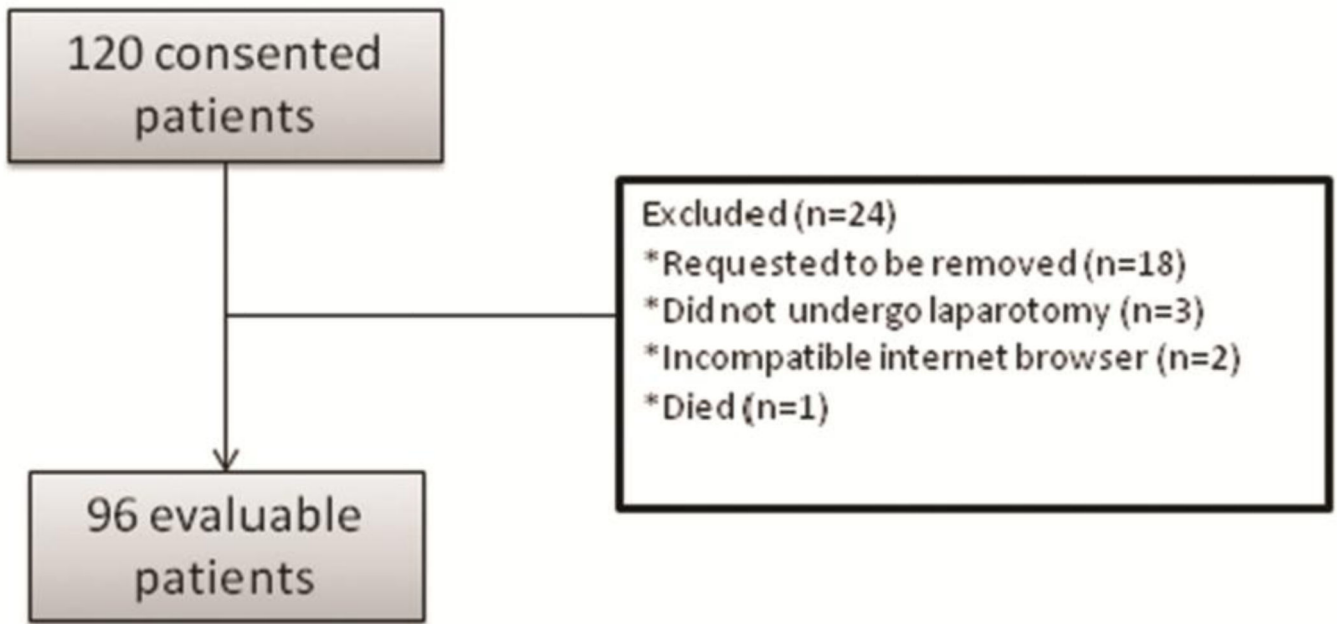 120 consented
patients
Excluded (n=24)
*Requested to be removed (n=18)
*Did not undergo laparotomy (n=3)
*Incompatible internet browser (n=2)
*Died (n=1)
96 evaluable
patients